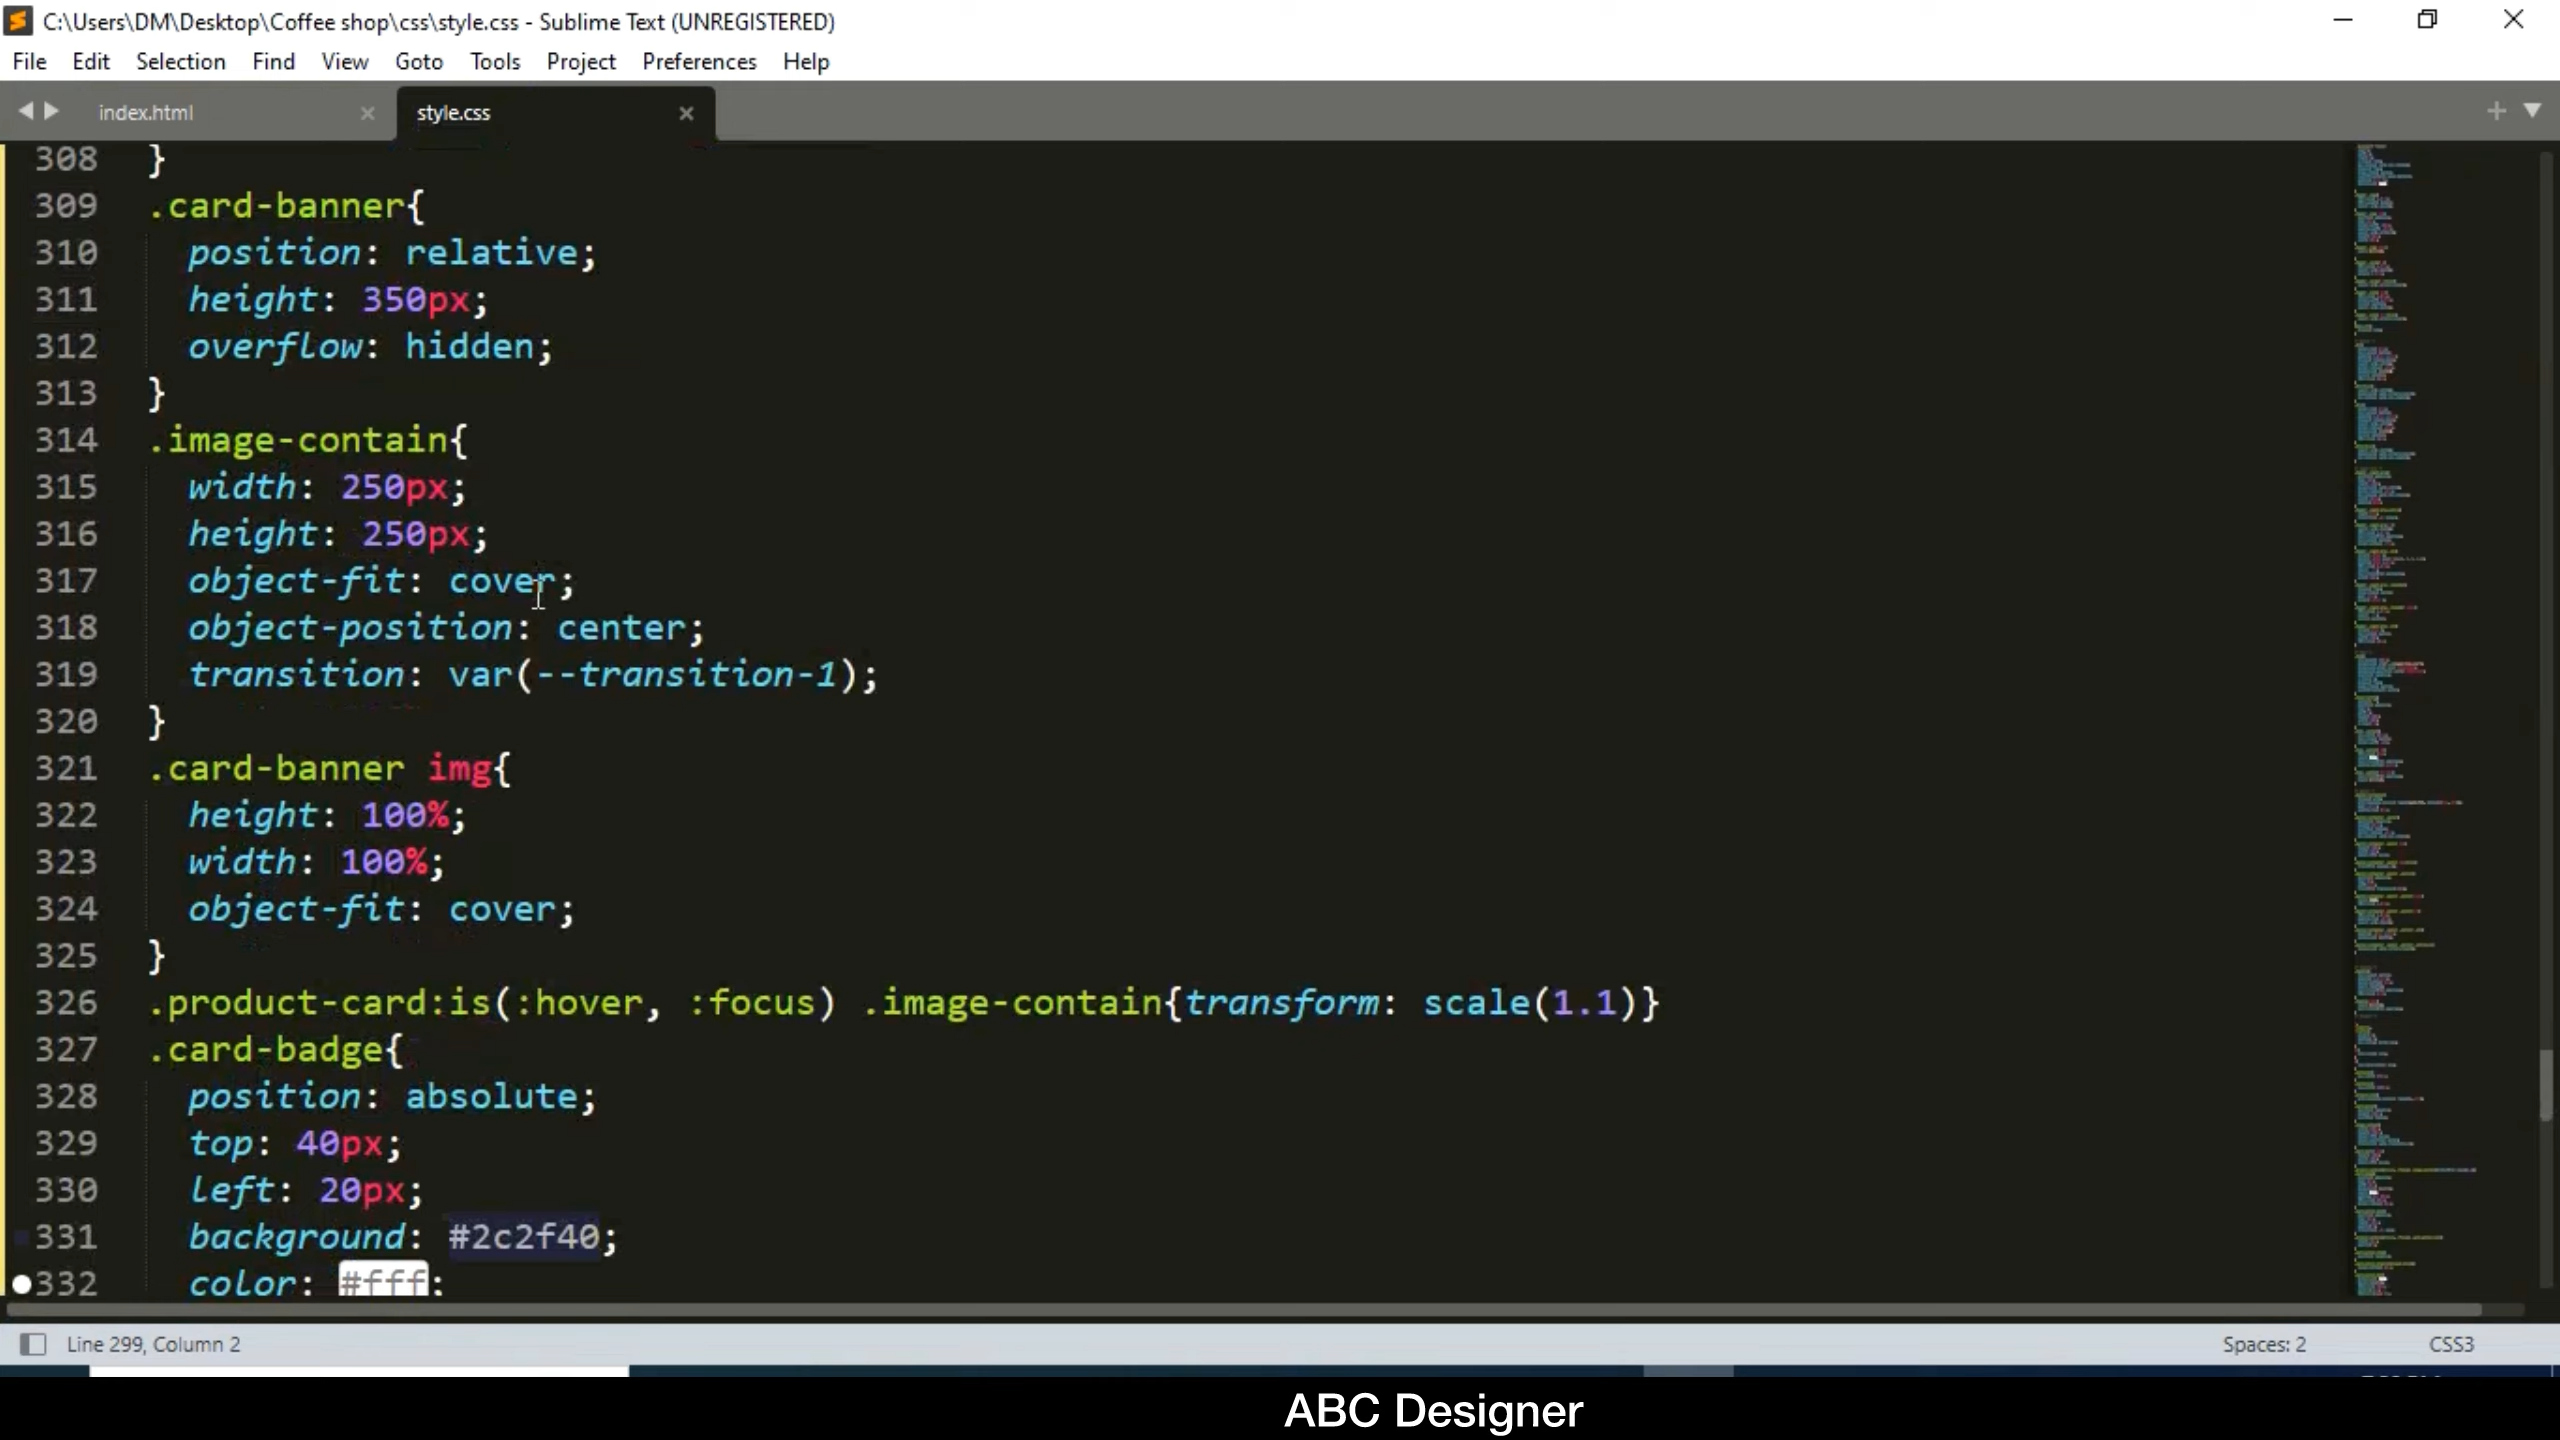 C:\Users\DM\Desktop\Coffee shop\css\style.css - Sublime Text (UNREGISTERED)
File Edit Selection Find View Goto Tools Project Preferences Help
index.html style.css
308 }
309 .card-banner{
310 position: relative;
311 height: 350px;
312 overflow: hidden;
313 }
314 .image-contain{
315 width: 250px;
316 height: 250px;
317 object-fit: cover;
318 object-position: center;
319 transition: var(--transition-1);
320 }
321 .card-banner img{
322 height: 100%;
323 width: 100%;
324 object-fit: cover;
325 }
326 .product-card:is(:hover, :focus) .image-contain{transform: scale(1.1)}
327 .card-badge{
328 position: absolute;
329 top: 40px;
330 left: 20px;
331 background: #2c2f40;
332 color: #fff;
Line 299, Column 2 Spaces: 2 CSS3
ABC Designer